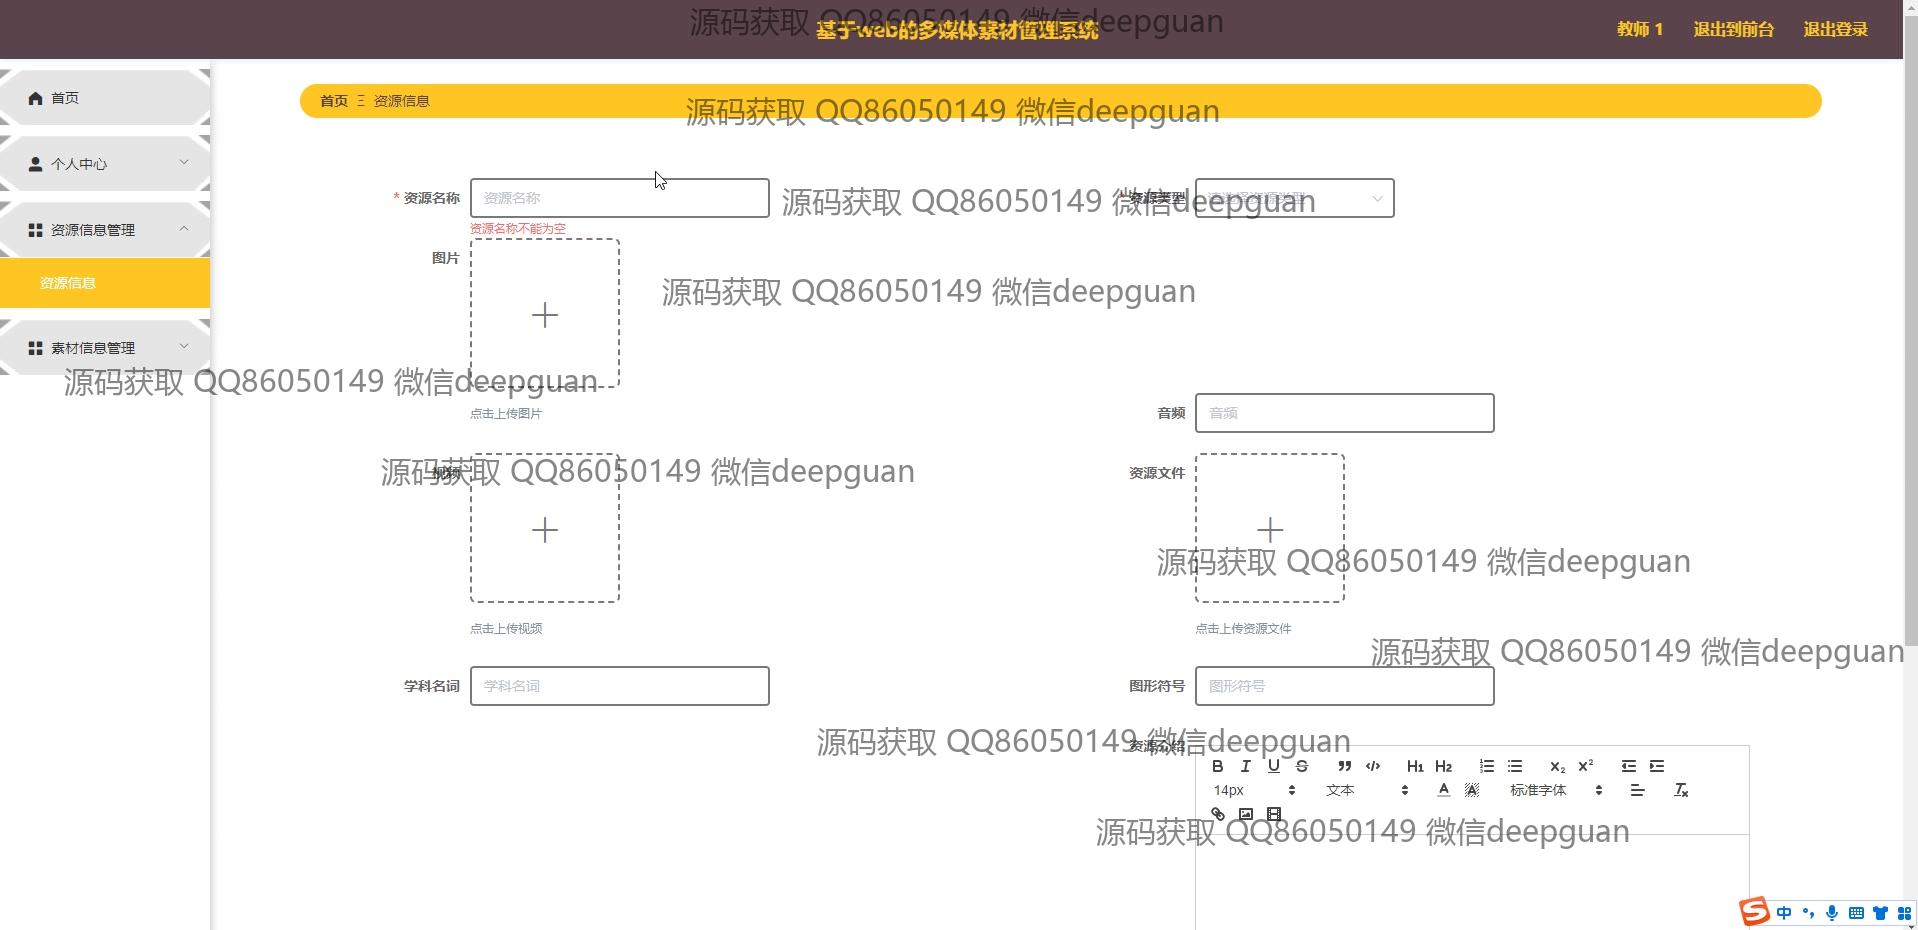 基于web的多媒体素材管理系统
教师 1
退出到前台
退出登录
源码获取 QQ86050149 微信deepguan
首页
个人中心
资源信息管理
资源信息
素材信息管理
首页 Ξ 资源信息
源码获取 QQ86050149 微信deepguan
* 资源名称
资源名称
资源名称不能为空
* 资源类型
请选择资源类型
源码获取 QQ86050149 微信deepguan
图片
源码获取 QQ86050149 微信deepguan
源码获取 QQ86050149 微信deepguan
点击上传图片
音频
音频
视频
源码获取 QQ86050149 微信deepguan
资源文件
源码获取 QQ86050149 微信deepguan
点击上传视频
点击上传资源文件
源码获取 QQ86050149 微信deepguan
学科名词
学科名词
图形符号
图形符号
源码获取 QQ86050149 微信deepguan
资源介绍
B I U S ” </> H1 H2 x2 x2
14px 文本 A A 标准字体 Tx
源码获取 QQ86050149 微信deepguan
S 中